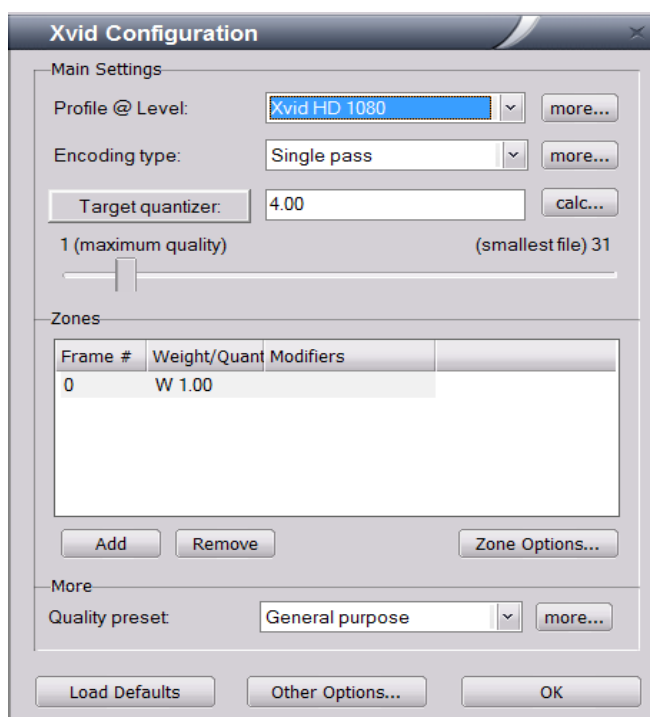 Xvid Configuration
Main Settings
Profile @ Level: Xvid HD 1080 more...
Encoding type: Single pass more...
Target quantizer: 4.00 calc...
1 (maximum quality) (smallest file) 31
Zones
Frame # Weight/Quant Modifiers
0 W 1.00
Add Remove Zone Options...
More
Quality preset: General purpose more...
Load Defaults Other Options... OK